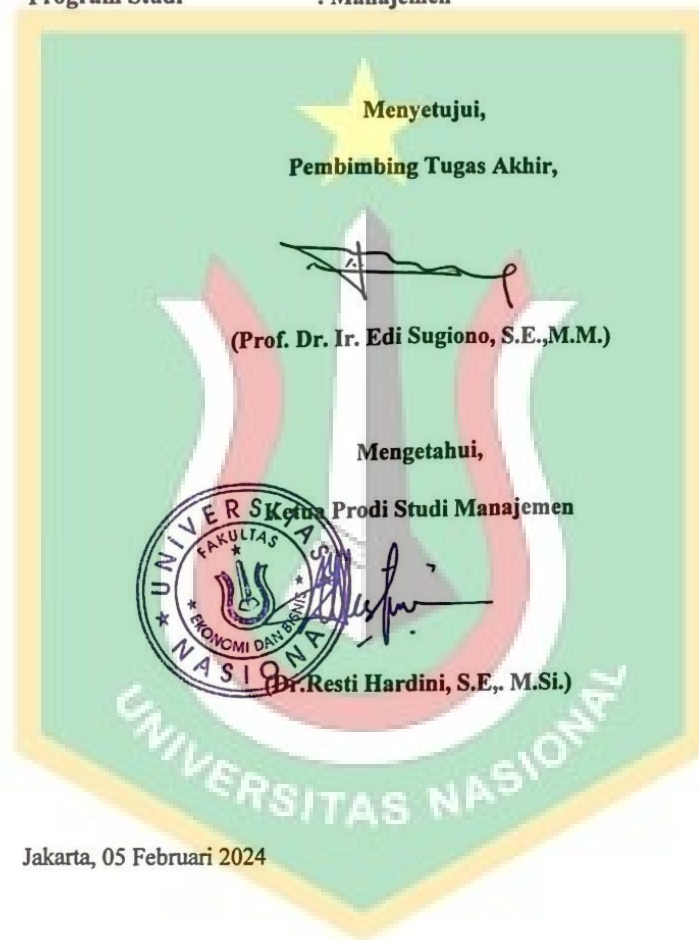 Program Studi : Manajemen
Menyetujui,
Pembimbing Tugas Akhir,
(Prof. Dr. Ir. Edi Sugiono, S.E.,M.M.)
Mengetahui,
Ketua Prodi Studi Manajemen
UNIVERSITAS NASIONAL
FAKULTAS
EKONOMI DAN BISNIS
(Dr.Resti Hardini, S.E,. M.Si.)
UNIVERSITAS NASIONAL
Jakarta, 05 Februari 2024